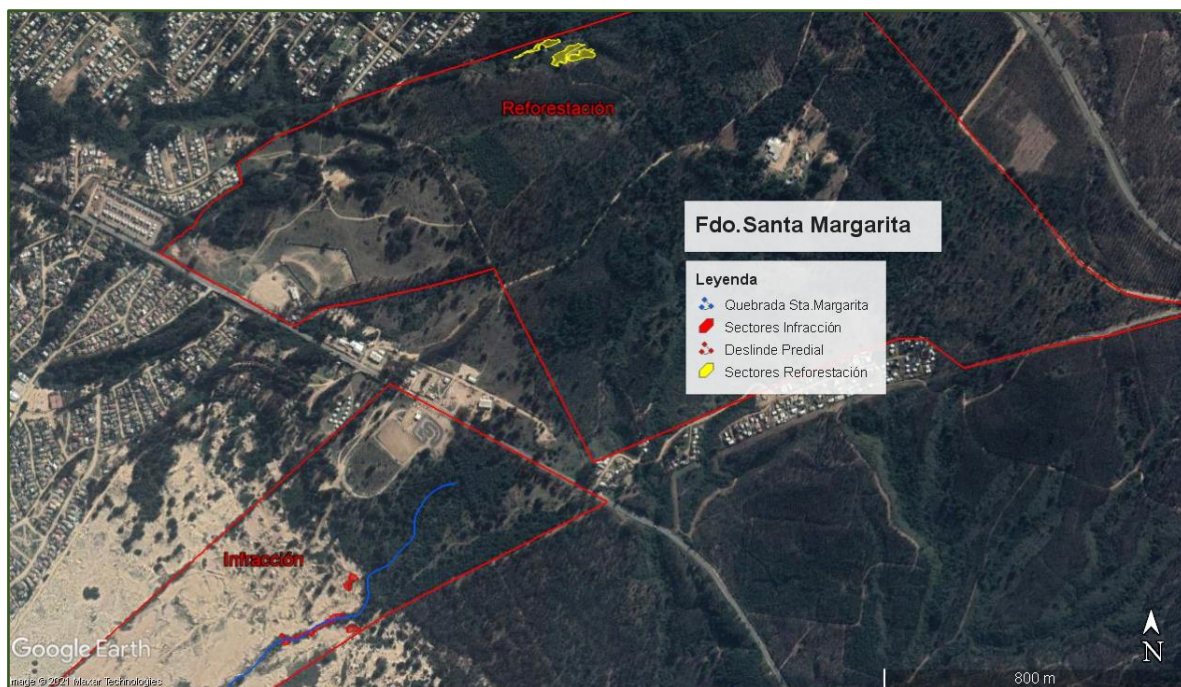 Reforestación
Fdo.Santa Margarita
Leyenda
Quebrada Sta.Margarita
Sectores Infracción
Deslinde Predial
Sectores Reforestación
Infracción
Google Earth
Image © 2021 Maxar Technologies
N
800 m